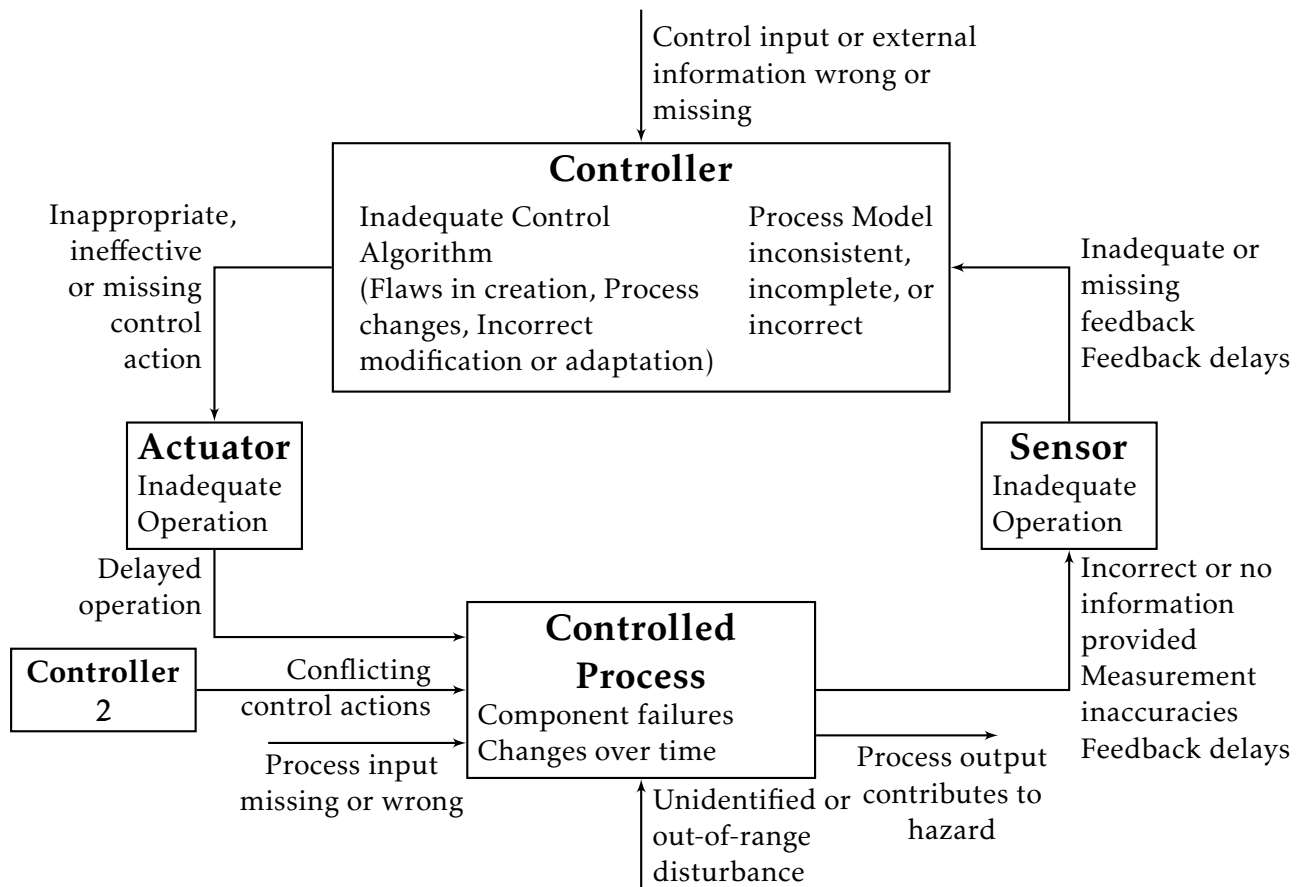 Control input or external
information wrong or
missing
Controller
Inadequate Control
Algorithm
(Flaws in creation, Process
changes, Incorrect
modification or adaptation)
Process Model
inconsistent,
incomplete, or
incorrect
Inappropriate,
ineffective
or missing
control
action
Inadequate or
missing
feedback
Feedback delays
Actuator
Inadequate
Operation
Sensor
Inadequate
Operation
Delayed
operation
Incorrect or no
information
provided
Measurement
inaccuracies
Feedback delays
Controlled
Process
Component failures
Changes over time
Controller
2
Conflicting
control actions
Process input
missing or wrong
Process output
contributes to
hazard
Unidentified or
out-of-range
disturbance